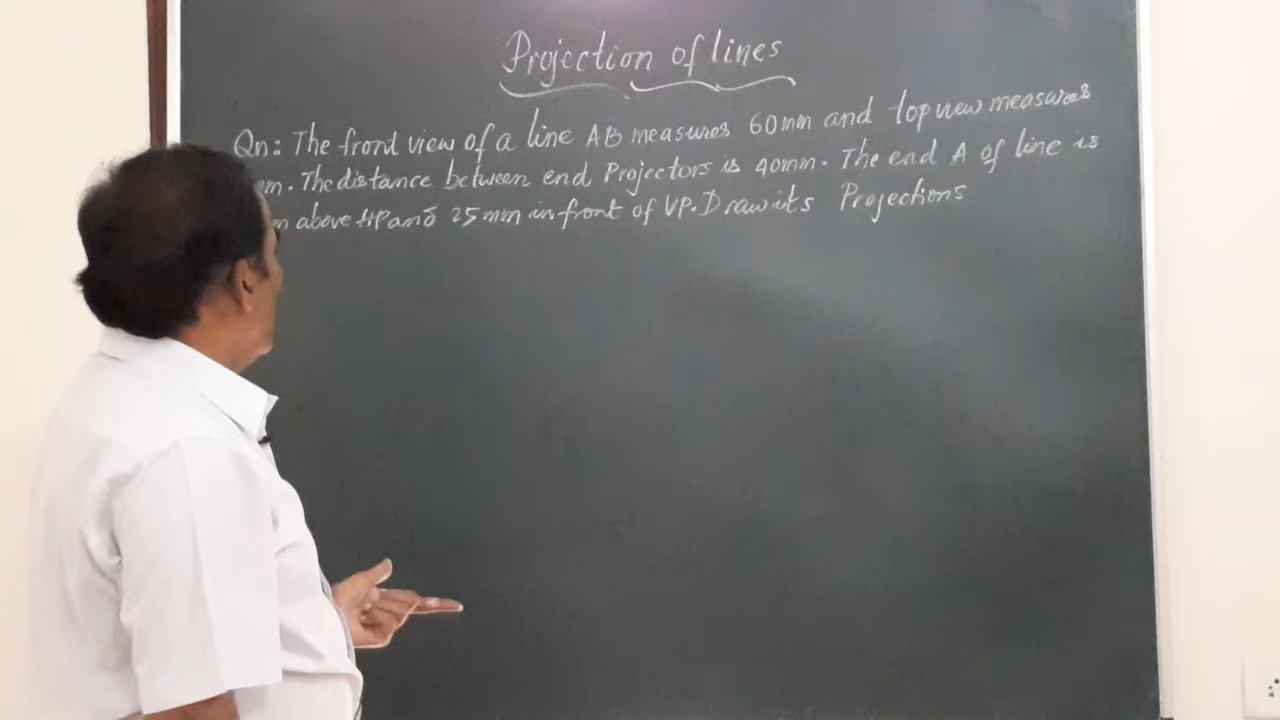 Projection of lines
Qn: The front view of a line AB measures 60mm and top view measures
m. The distance between end Projectors is 40mm. The end A of line is
m above HP and 25mm in front of VP. Draw its Projections